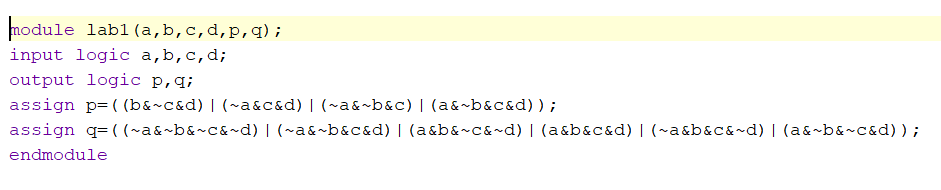 module lab1(a,b,c,d,p,q);
input logic a,b,c,d;
output logic p,q;
assign p=((b&~c&d)|(~a&c&d)|(~a&~b&c)|(a&~b&c&d));
assign q=((~a&~b&~c&~d)|(~a&~b&c&d)|(a&b&~c&~d)|(a&b&c&d)|(~a&b&c&~d)|(a&~b&~c&d));
endmodule